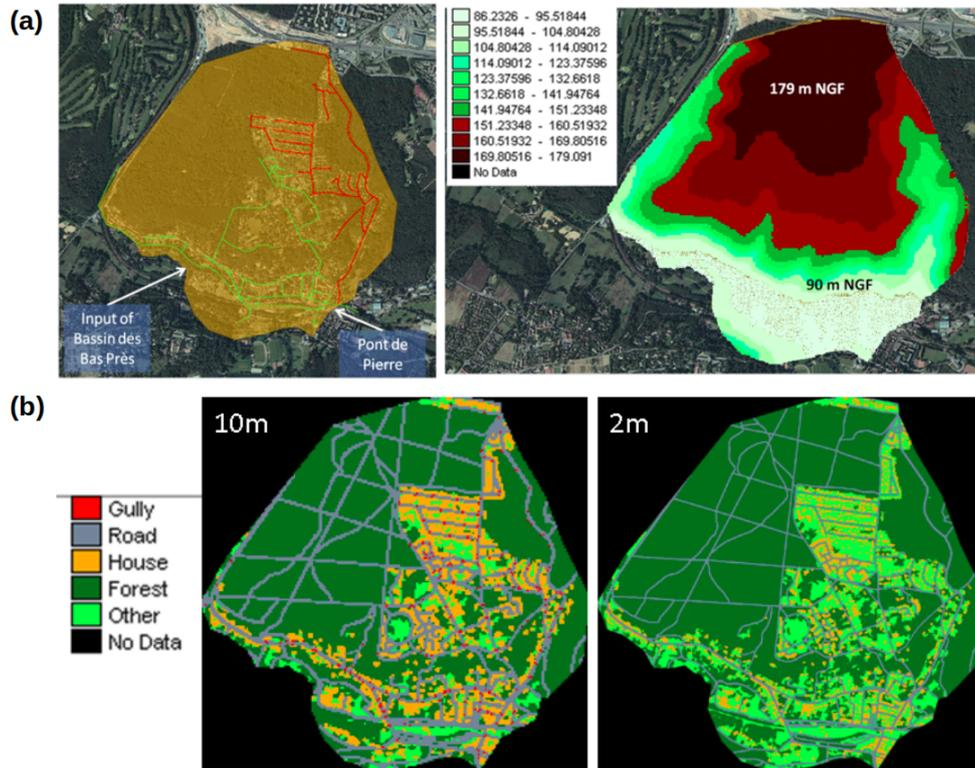 (a)
Input of
Bassin des
Bas Près
Pont de
Pierre
86.2326 - 95.51844
95.51844 - 104.80428
104.80428 - 114.09012
114.09012 - 123.37596
123.37596 - 132.6618
132.6618 - 141.94764
141.94764 - 151.23348
151.23348 - 160.51932
160.51932 - 169.80516
169.80516 - 179.091
No Data
179 m NGF
90 m NGF
(b)
Gully
Road
House
Forest
Other
No Data
10m
2m